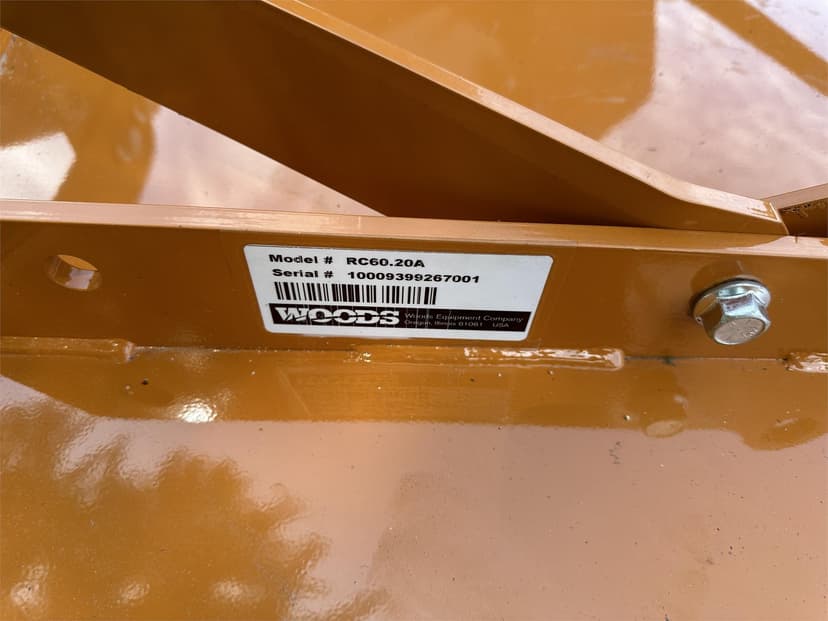 Model # RC60.20A
Serial # 10009399267001
WOODS
Woods Equipment Company
Oregon, Illinois 61061 USA